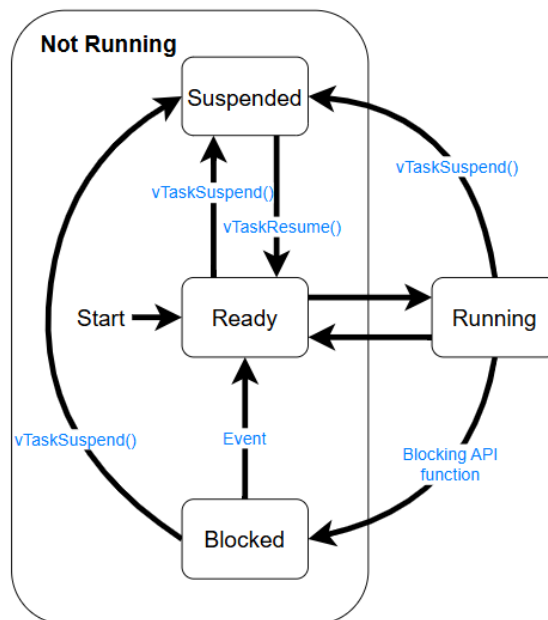 Not Running
Suspended
vTaskSuspend()
vTaskSuspend()
vTaskResume()
Start
Ready
Running
vTaskSuspend()
Event
Blocking API
function
Blocked